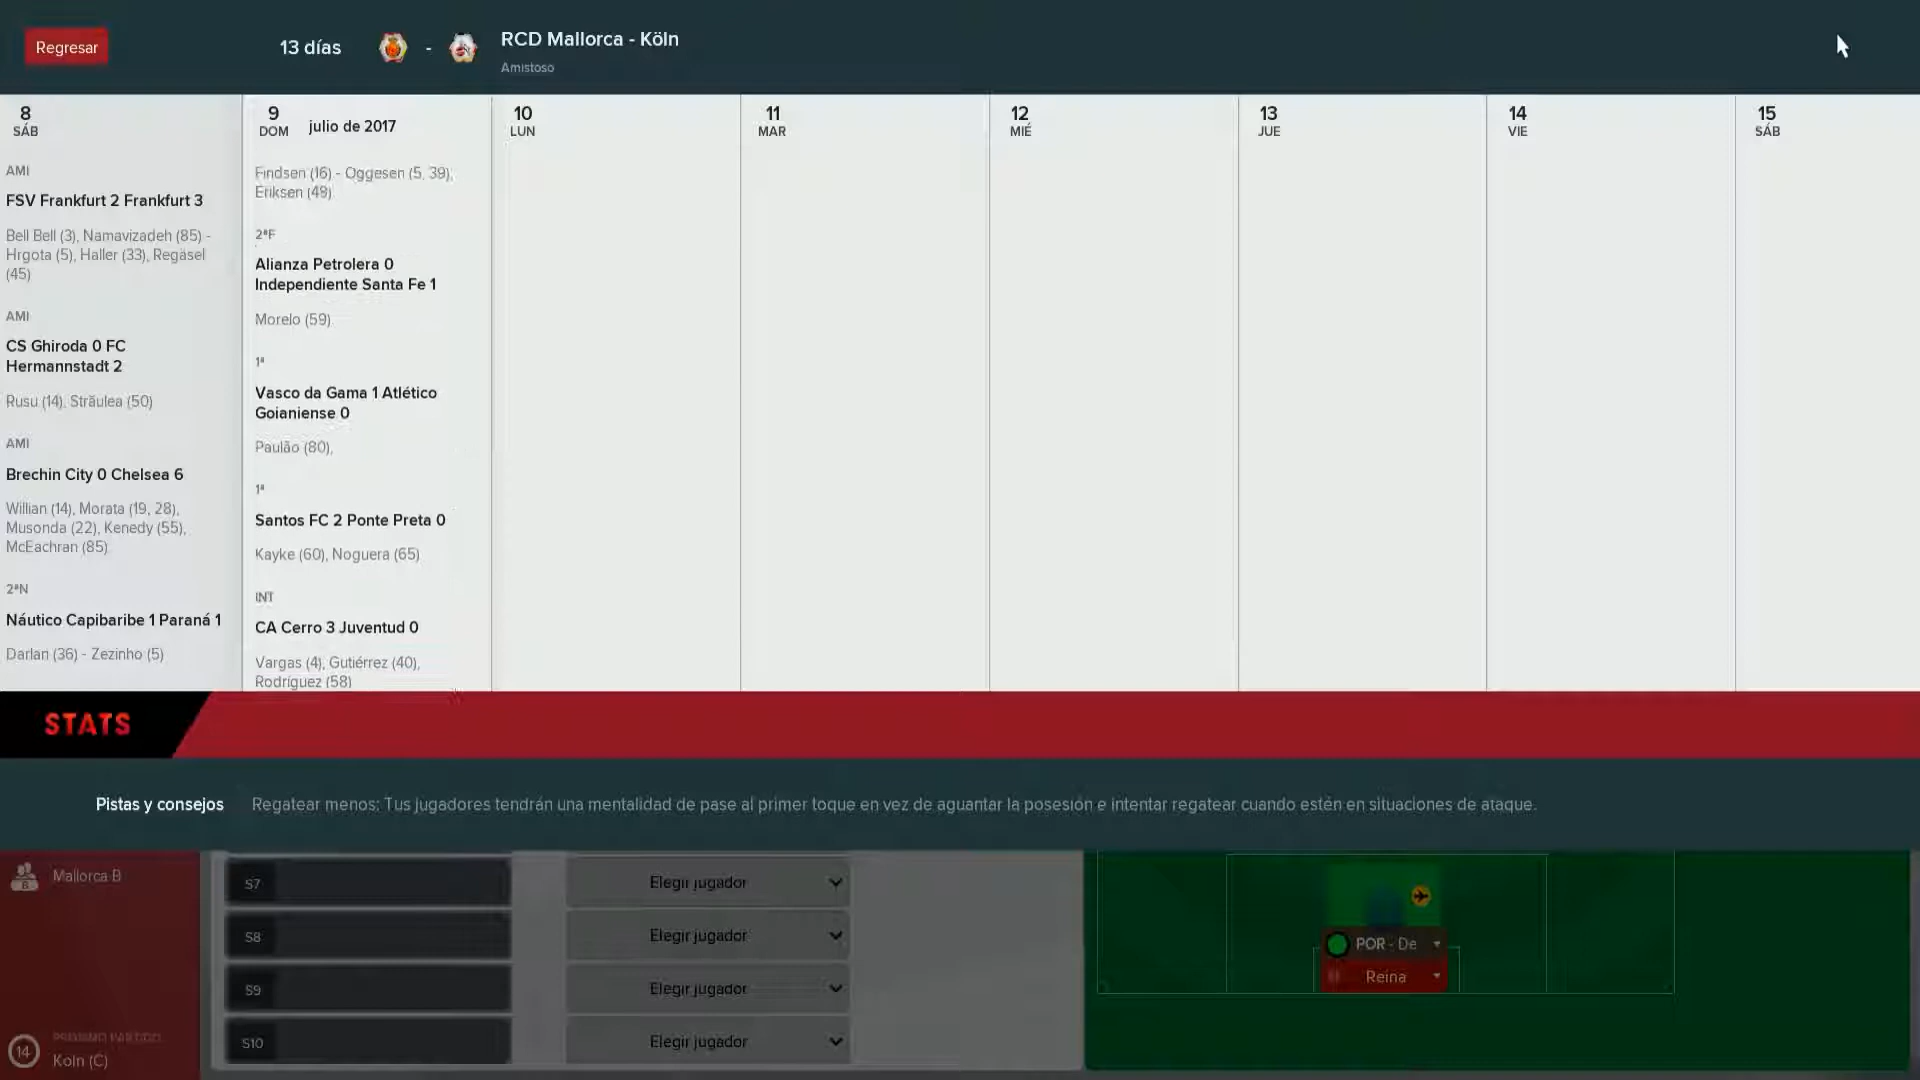 Regresar
13 días
-
RCD Mallorca - Köln
Amistoso
8
SÁB
AMI
FSV Frankfurt 2 Frankfurt 3
Bell Bell (3), Namavizadeh (85) -
Hrgota (5), Haller (33), Regäsel
(45)
AMI
CS Ghiroda 0 FC
Hermannstadt 2
Rusu (14), Străulea (50)
AMI
Brechin City 0 Chelsea 6
Willian (14), Morata (19, 28),
Musonda (22), Kenedy (55),
McEachran (85)
2ªN
Náutico Capibaribe 1 Paraná 1
Darlan (36) - Zezinho (5)
9
DOM
julio de 2017
Findsen (16) - Oggesen (5, 39),
Eriksen (49)
2ªF
Alianza Petrolera 0
Independiente Santa Fe 1
Morelo (59)
1ª
Vasco da Gama 1 Atlético
Goianiense 0
Paulão (80),
1ª
Santos FC 2 Ponte Preta 0
Kayke (60), Noguera (65)
INT
CA Cerro 3 Juventud 0
Vargas (4), Gutiérrez (40),
Rodríguez (58)
10
LUN
11
MAR
12
MIÉ
13
JUE
14
VIE
15
SÁB
STATS
Pistas y consejos
Regatear menos: Tus jugadores tendrán una mentalidad de pase al primer toque en vez de aguantar la posesión e intentar regatear cuando estén en situaciones de ataque.
Mallorca B
S7
Elegir jugador
S8
Elegir jugador
S9
Elegir jugador
S10
Elegir jugador
POR - De
Reina
14
PRÓXIMO PARTIDO
Köln (C)